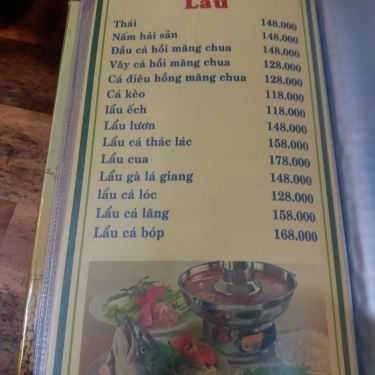 Lẩu
Thái 148.000
Nấm hải sản 148.000
Đầu cá hồi măng chua 148.000
Vây cá hồi măng chua 128.000
Cá diêu hồng măng chua 128.000
Cá kèo 118.000
lẩu ếch 118.000
Lẩu lươn 148.000
Lẩu cá thác lác 158.000
Lẩu cua 178.000
Lẩu gà lá giang 148.000
lẩu cá lóc 128.000
Lẩu cá lăng 158.000
Lẩu cá bóp 168.000